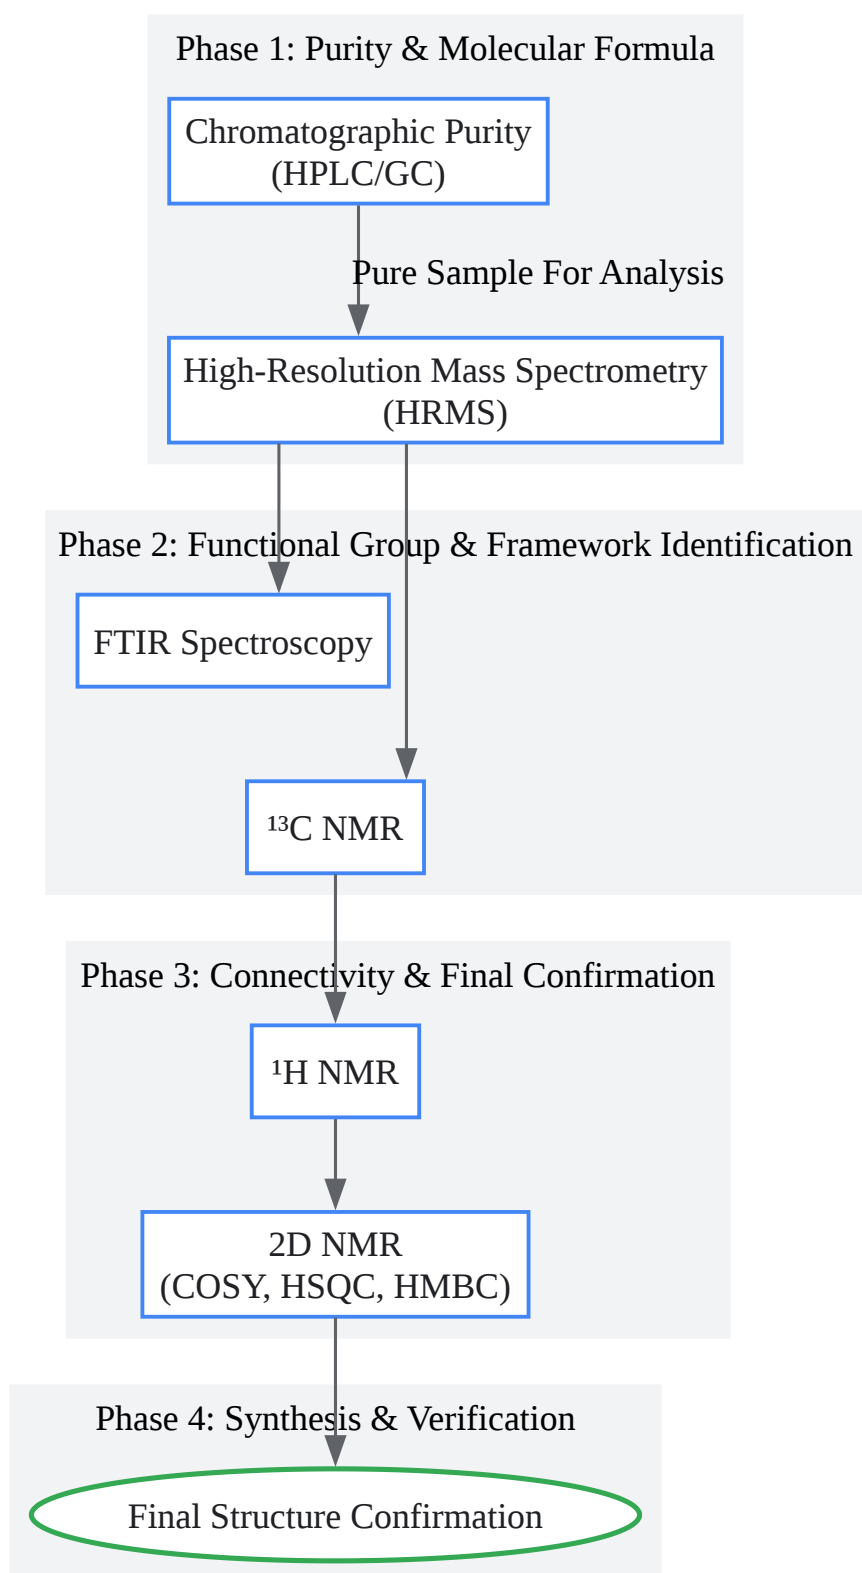 Phase 1: Purity & Molecular Formula
Chromatographic Purity
(HPLC/GC)
Pure Sample For Analysis
High-Resolution Mass Spectrometry
(HRMS)
Phase 2: Functional Group & Framework Identification
FTIR Spectroscopy
¹³C NMR
Phase 3: Connectivity & Final Confirmation
¹H NMR
2D NMR
(COSY, HSQC, HMBC)
Phase 4: Synthesis & Verification
Final Structure Confirmation